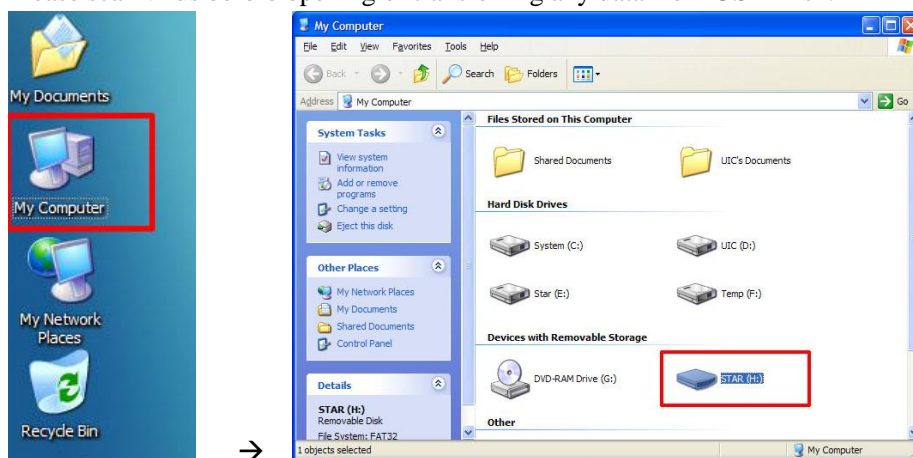 My Documents
My Computer
My Network
Places
Recycle Bin
→
My Computer
File Edit View Favorites Tools Help
Back Search Folders
Address My Computer Go
System Tasks
View system
information
Add or remove
programs
Change a setting
Eject this disk
Other Places
My Network Places
My Documents
Shared Documents
Control Panel
Details
STAR (H:)
Removable Disk
File System: FAT32
Files Stored on This Computer
Shared Documents UIC's Documents
Hard Disk Drives
System (C:) UIC (D:)
Star (E:) Temp (F:)
Devices with Removable Storage
DVD-RAM Drive (G:) STAR (H:)
Other
1 objects selected My Computer